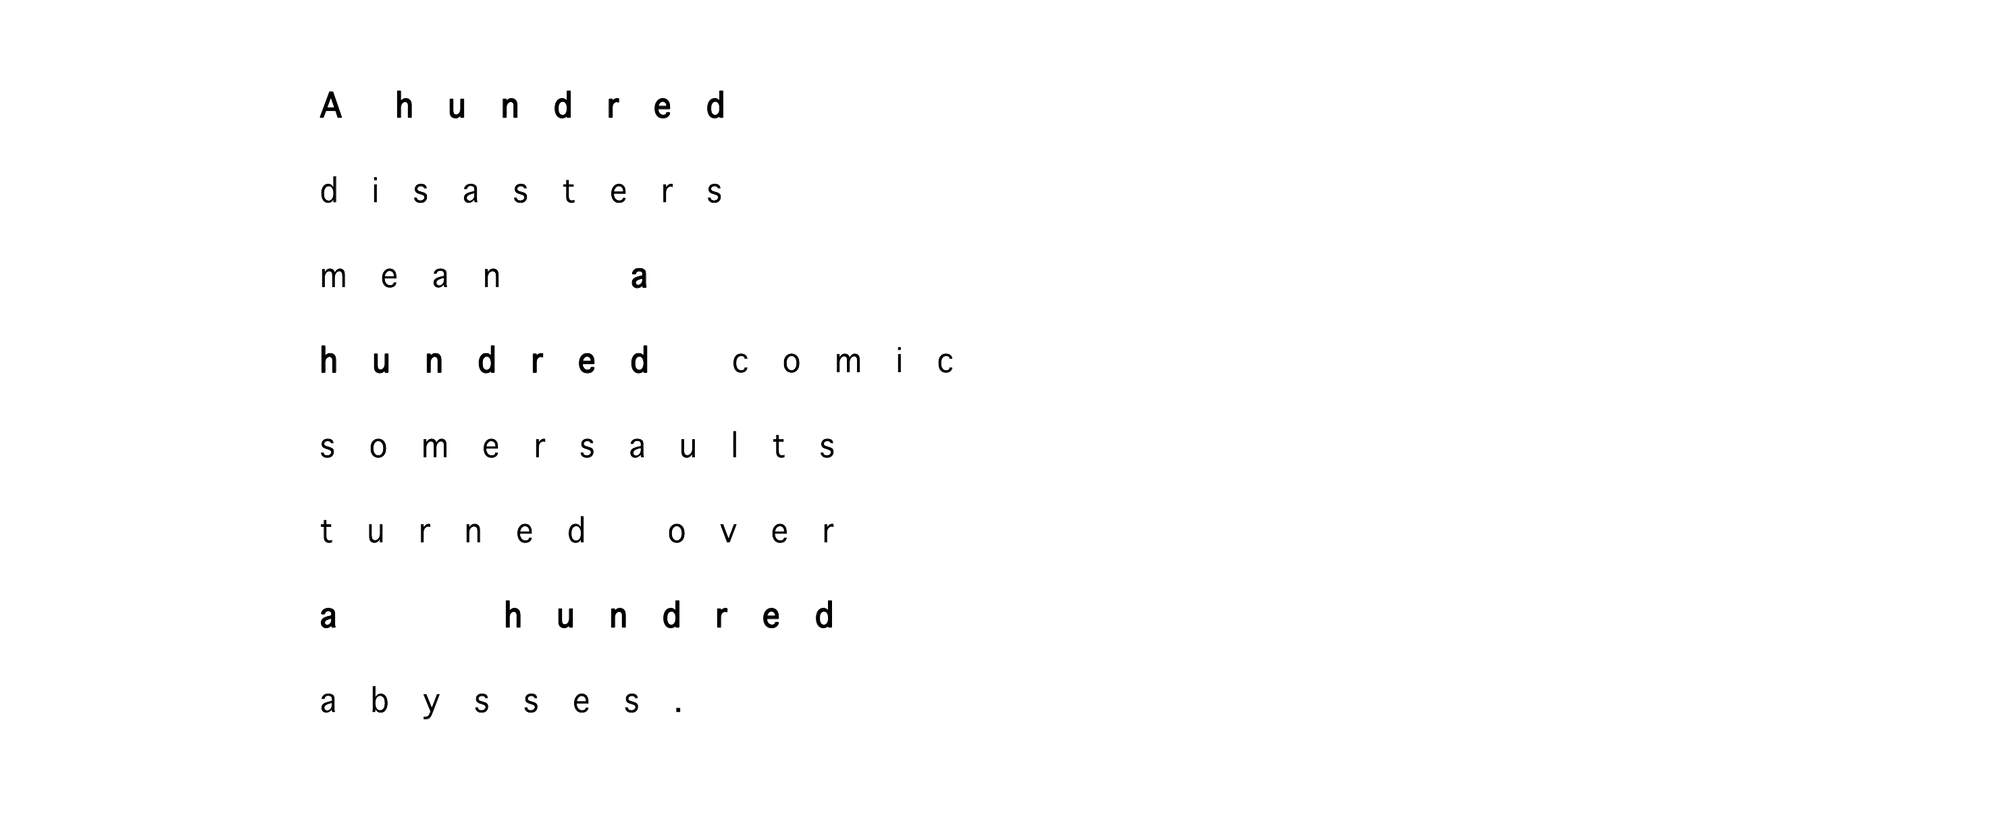 A hundred
disasters
mean a
hundred comic
somersaults
turned over
a hundred
abysses.